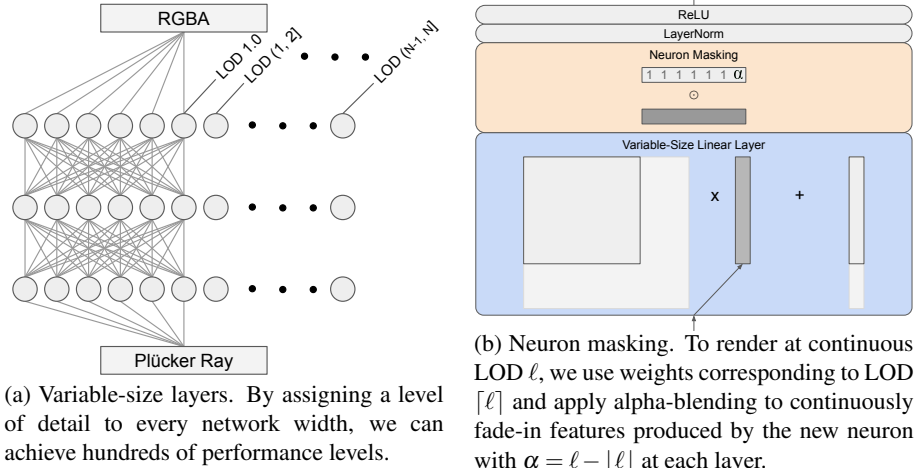 RGBA
LOD 1.0
LOD (1, 2]
LOD (N-1, N]
Plücker Ray
(a) Variable-size layers. By assigning a level
of detail to every network width, we can
achieve hundreds of performance levels.
ReLU
LayerNorm
Neuron Masking
1 1 1 1 1 1 α
⊙
Variable-Size Linear Layer
x
+
(b) Neuron masking. To render at continuous
LOD ℓ, we use weights corresponding to LOD
⌈ℓ⌉ and apply alpha-blending to continuously
fade-in features produced by the new neuron
with α = ℓ − ⌊ℓ⌋ at each layer.